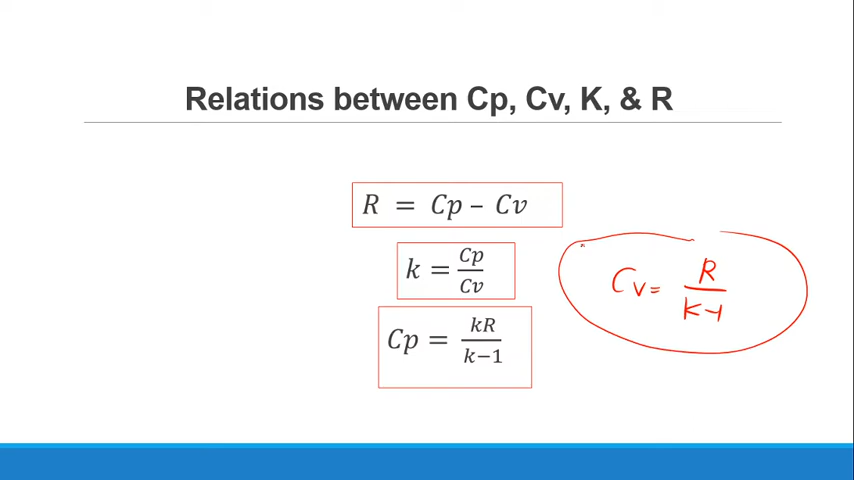 Relations between Cp, Cv, K, & R
R = Cp – Cv
k = Cp/Cv
Cp = kR/k−1
Cv = R/K-1